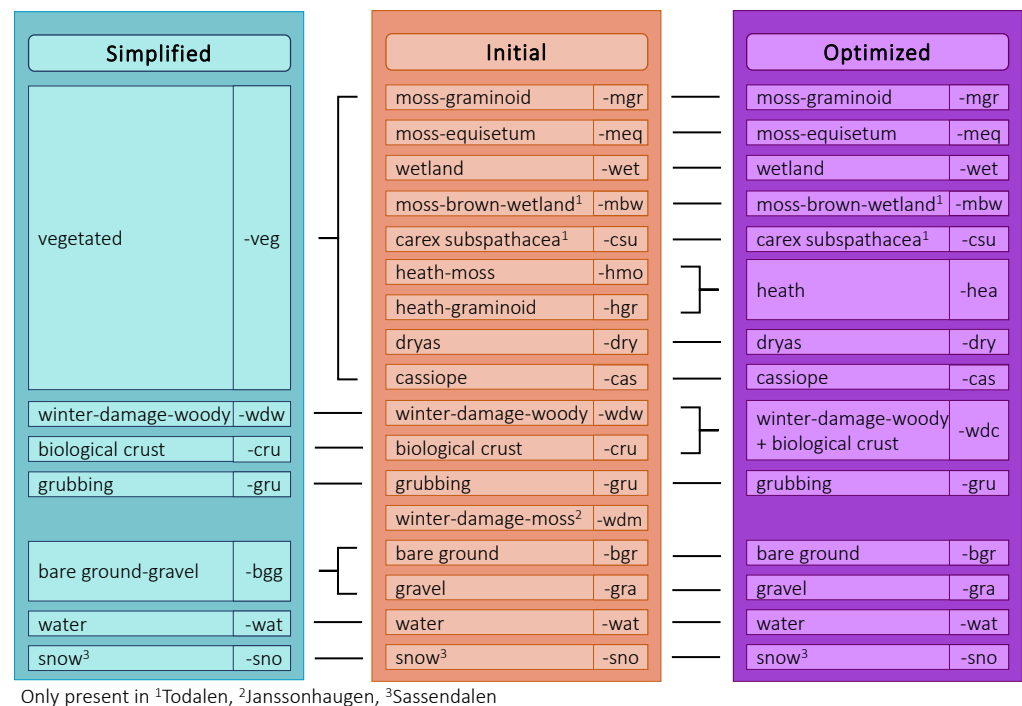 Simplified
vegetated -veg
winter-damage-woody -wdw
biological crust -cru
grubbing -gru
bare ground-gravel -bgg
water -wat
snow³ -sno
Initial
moss-graminoid -mgr
moss-equisetum -meq
wetland -wet
moss-brown-wetland¹ -mbw
carex subspathacea¹ -csu
heath-moss -hmo
heath-graminoid -hgr
dryas -dry
cassiope -cas
winter-damage-woody -wdw
biological crust -cru
grubbing -gru
winter-damage-moss² -wdm
bare ground -bgr
gravel -gra
water -wat
snow³ -sno
Optimized
moss-graminoid -mgr
moss-equisetum -meq
wetland -wet
moss-brown-wetland¹ -mbw
carex subspathacea¹ -csu
heath -hea
dryas -dry
cassiope -cas
winter-damage-woody
+ biological crust -wdc
grubbing -gru
bare ground -bgr
gravel -gra
water -wat
snow³ -sno
Only present in ¹Todalen, ²Janssonhaugen, ³Sassendalen